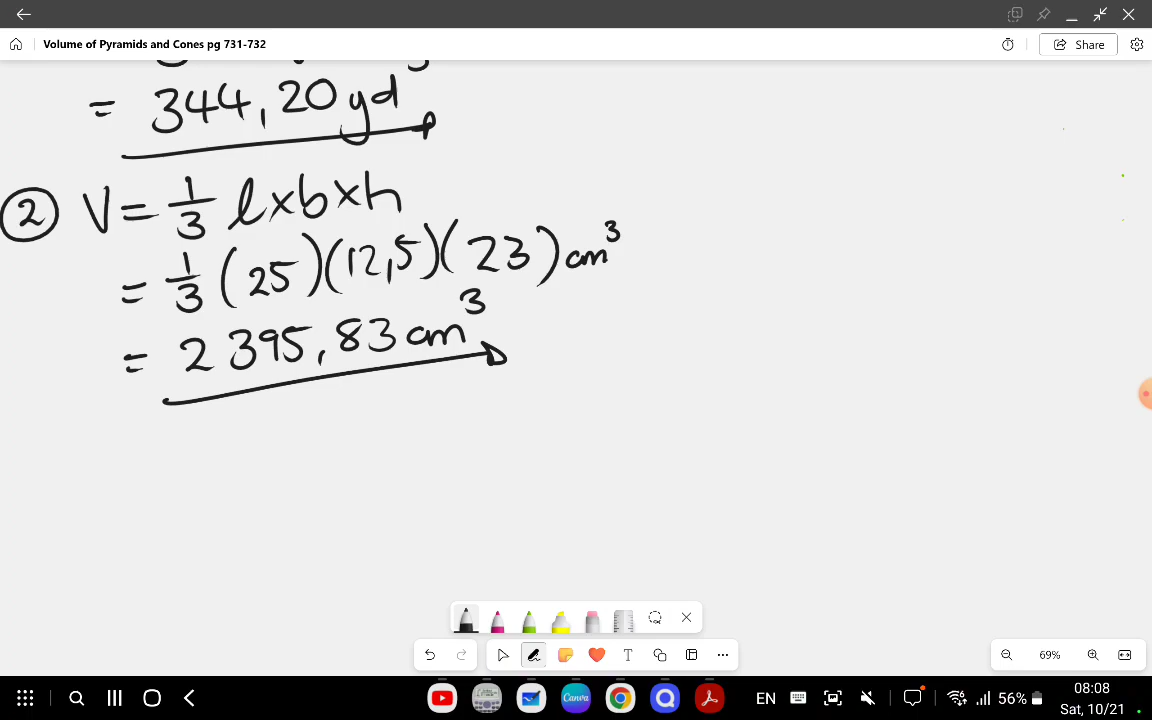 Volume of Pyramids and Cones pg 731-732
Share
= 344,20 yd
② V = 1/3 l×b×h
= 1/3 (25)(12,5)(23) cm³
= 2 395,83 cm³
T
69%
Canva
EN
56%
08:08
Sat, 10/21